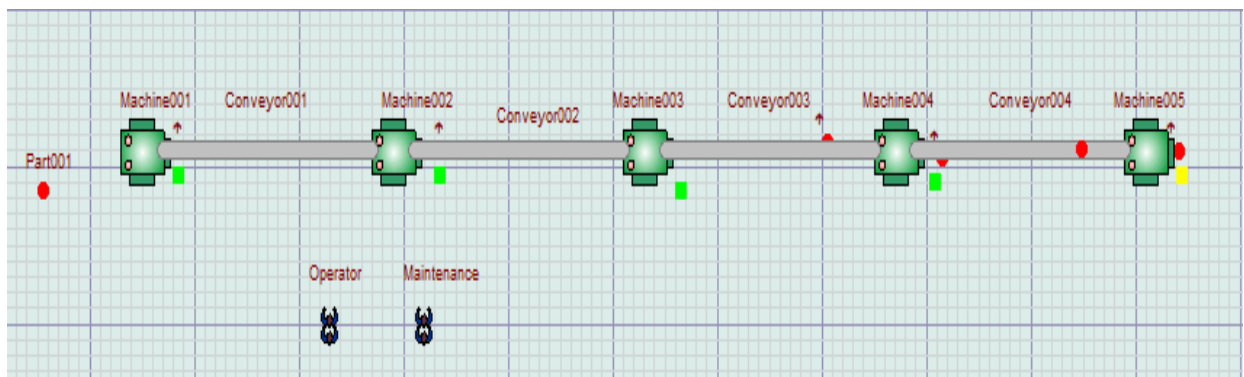 Machine001
Conveyor001
Machine002
Conveyor002
Machine003
Conveyor003
Machine004
Conveyor004
Machine005
Part001
Operator
Maintenance